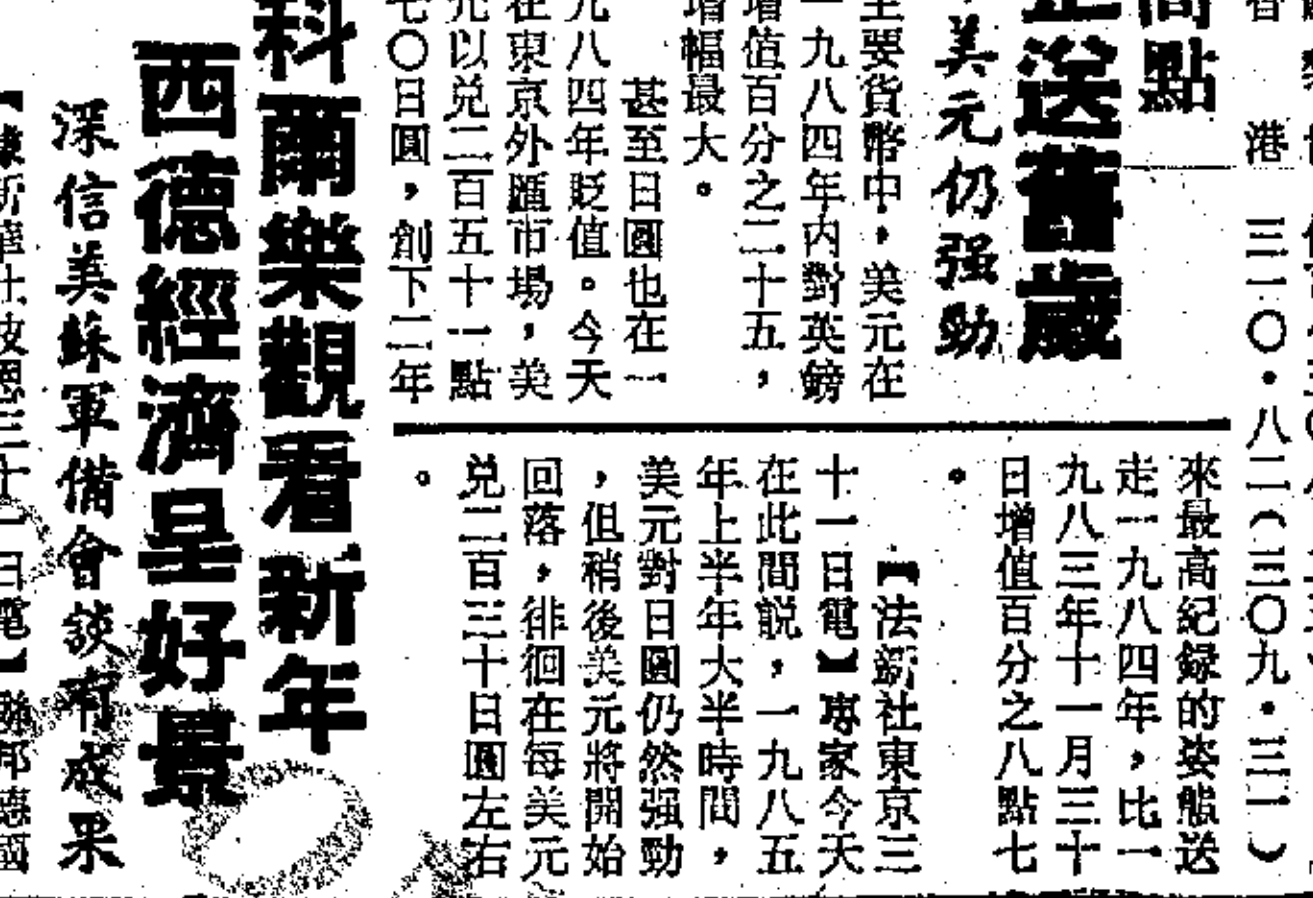 港 三一〇・八二(三〇九・三一)
點
送舊歲
美元仍强勁
主要貨幣中,美元在
一九八四年内對英鎊
增值百分之二十五,
增幅最大。
甚至日圓也在一
九八四年貶值。今天
在東京外匯市場,美
元以兑二百五十一點
七〇日圓,創下二年
來最高紀録的姿態送
走一九八四年,比一
九八三年十一月三十
日增值百分之八點七
。
【法新社東京三
十一日電】專家今天
在此間説,一九八五
年上半年大半時間,
美元對日圓仍然强勁
,但稍後美元將開始
回落,徘徊在每美元
兑二百三十日圓左右
。
科爾樂觀看新年
西德經濟呈好景
深信美蘇軍備會談有成果